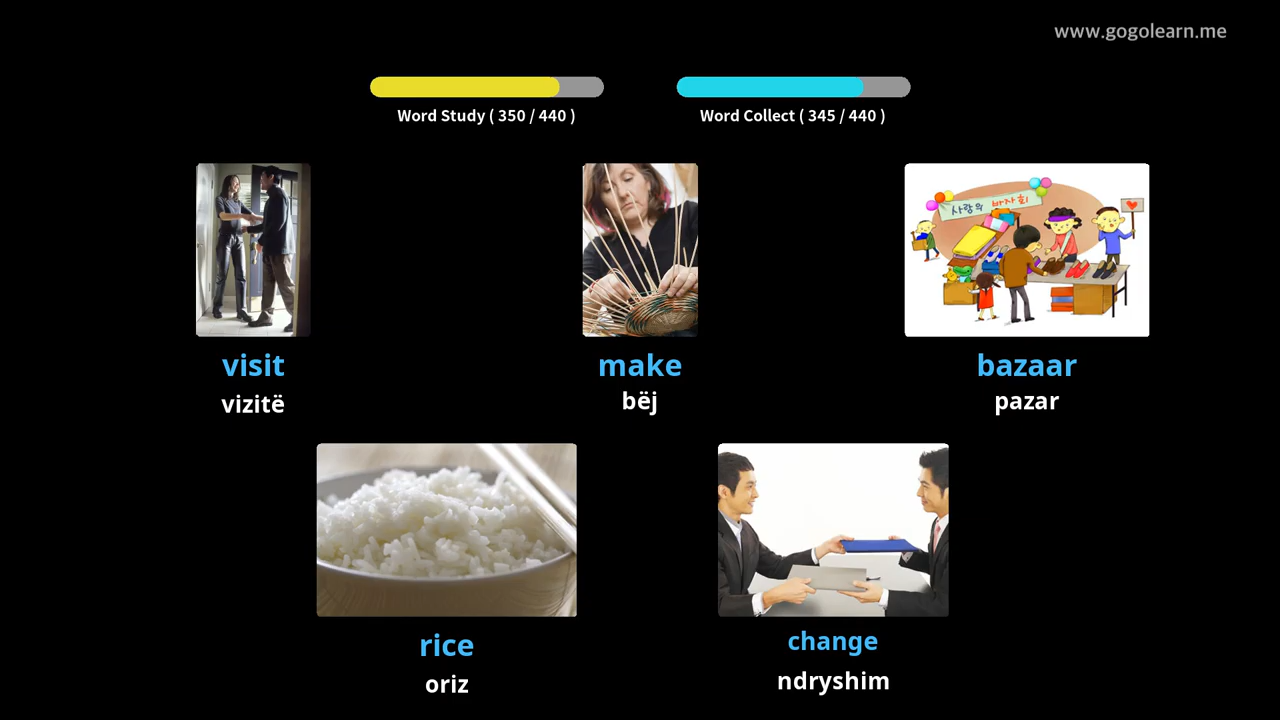 www.gogolearn.me
Word Study ( 350 / 440 )
Word Collect ( 345 / 440 )
사랑의 바자회
visit
vizitë
make
bëj
bazaar
pazar
rice
oriz
change
ndryshim